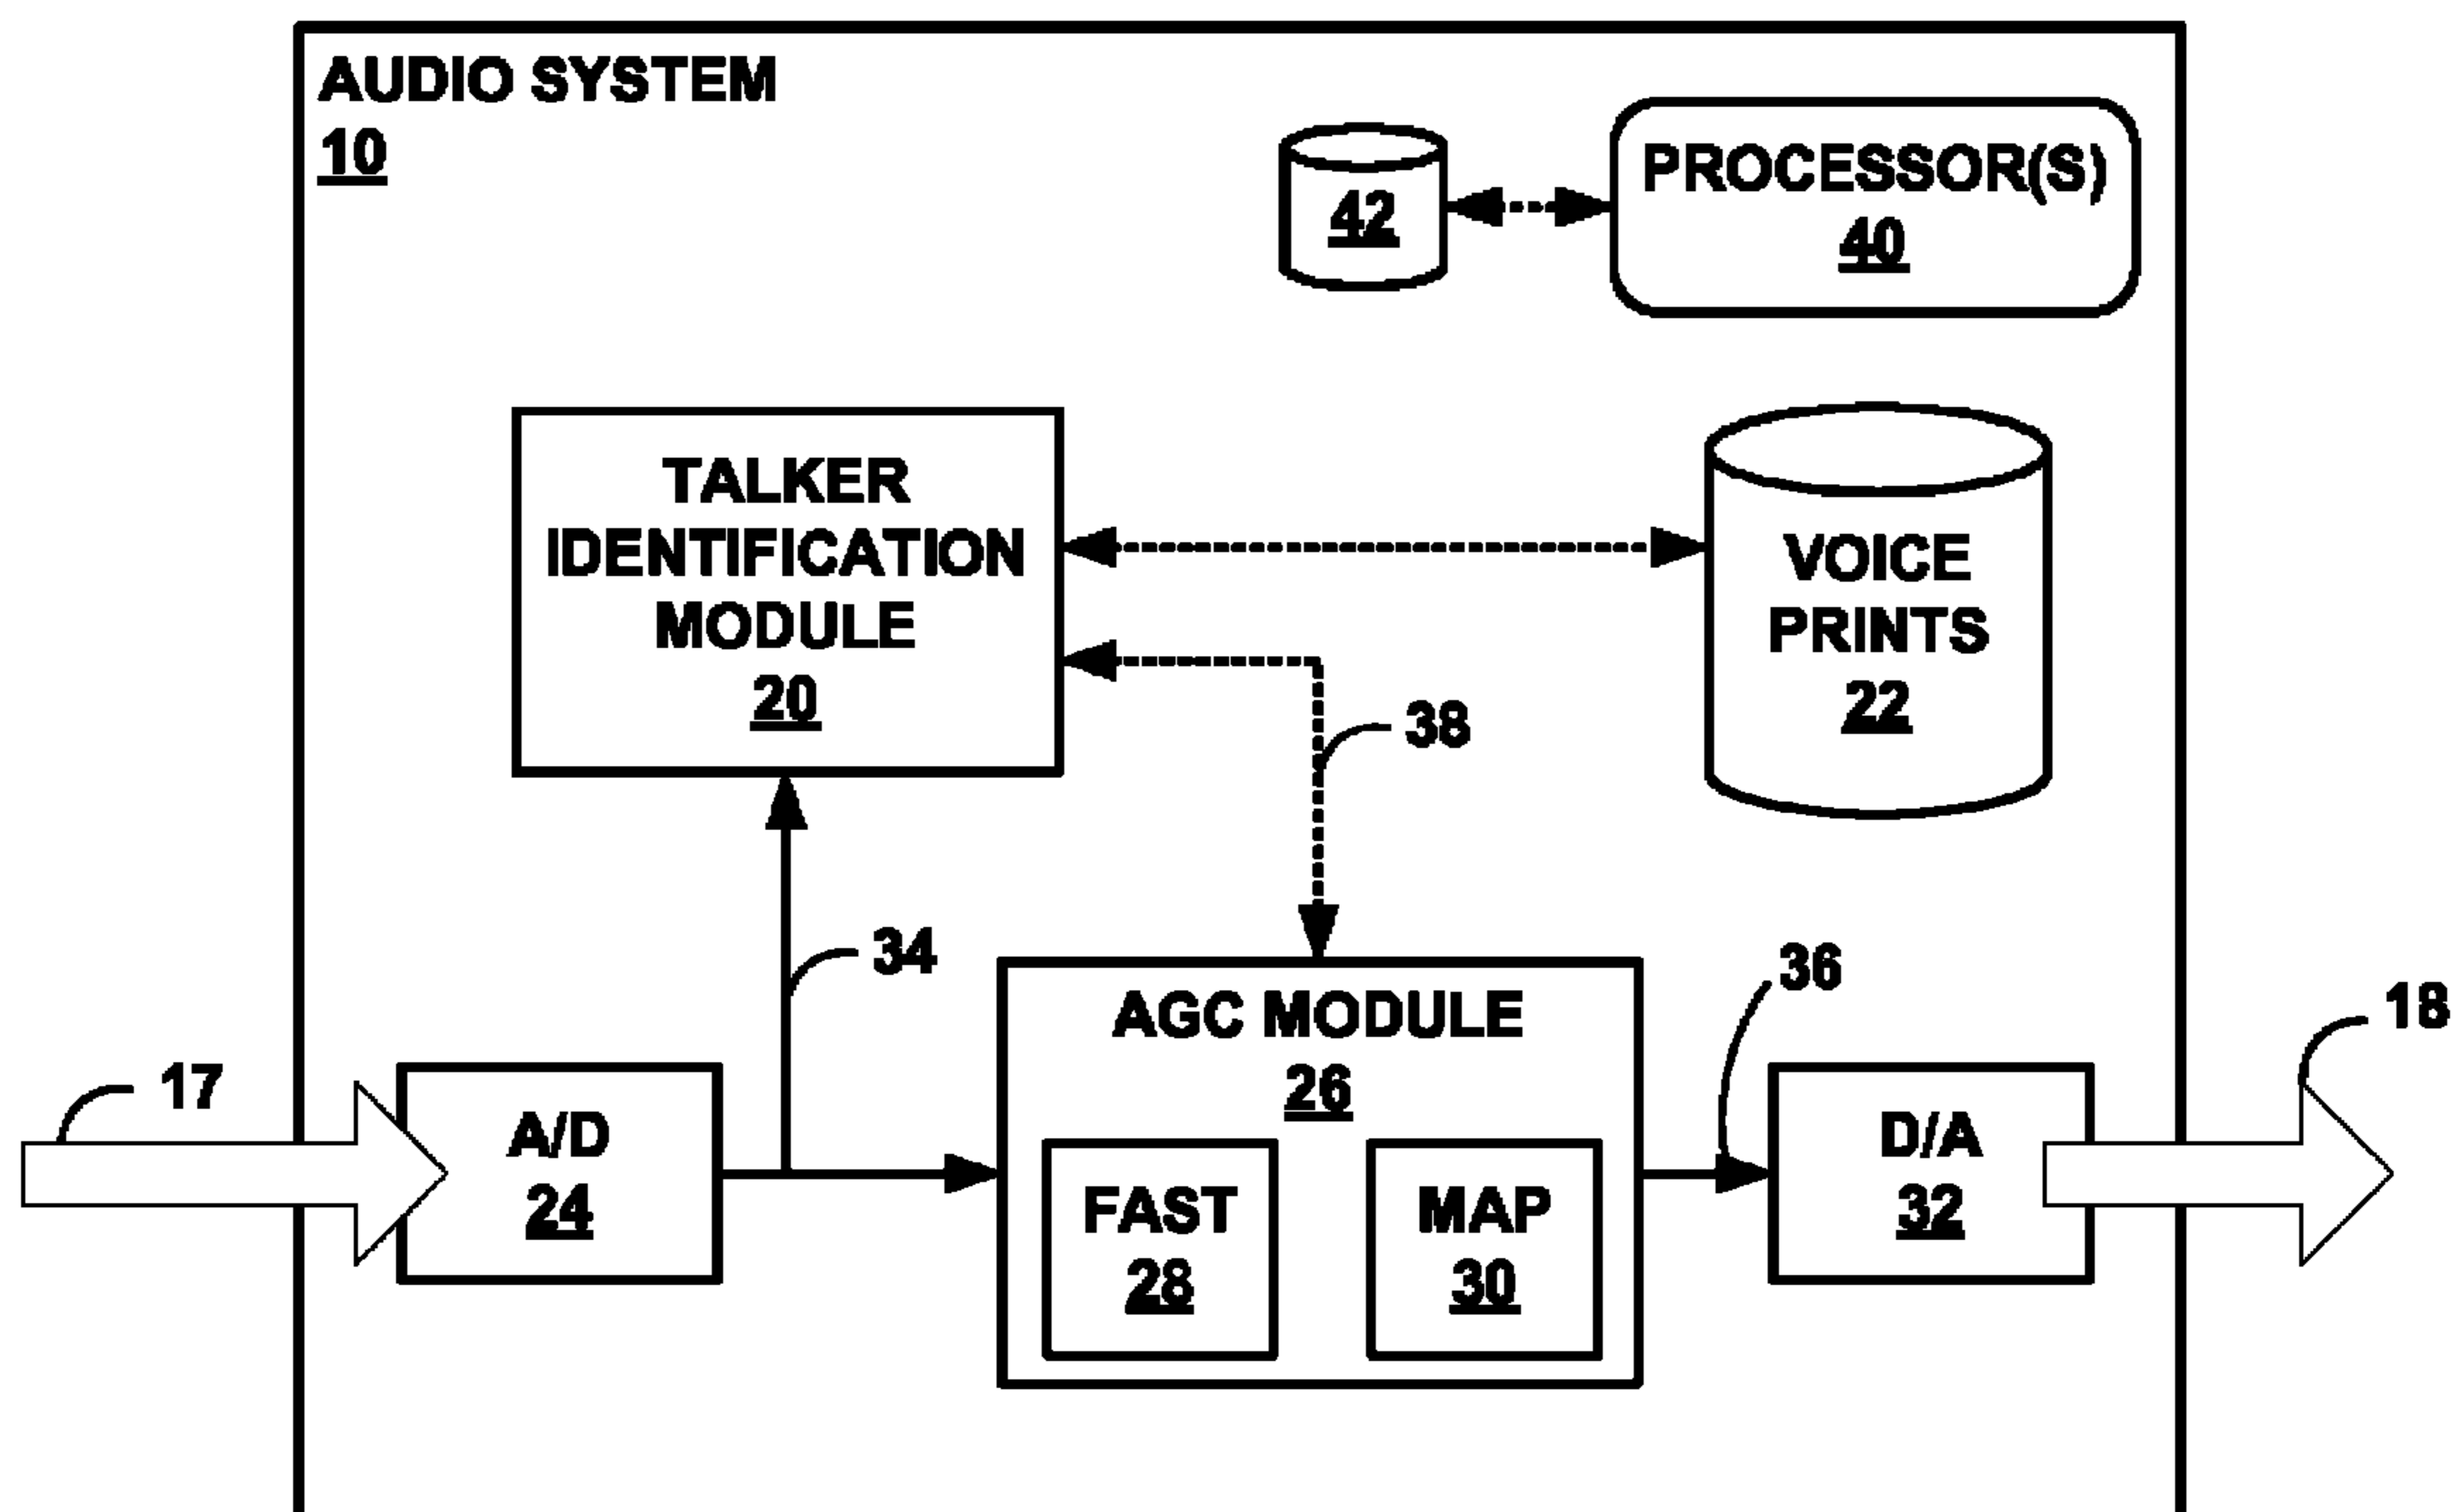 AUDIO SYSTEM
10
42
PROCESSOR(S)
40
TALKER
IDENTIFICATION
MODULE
20
VOICE
PRINTS
22
38
34
36
18
17
A/D
24
AGC MODULE
26
FAST
28
MAP
30
D/A
32